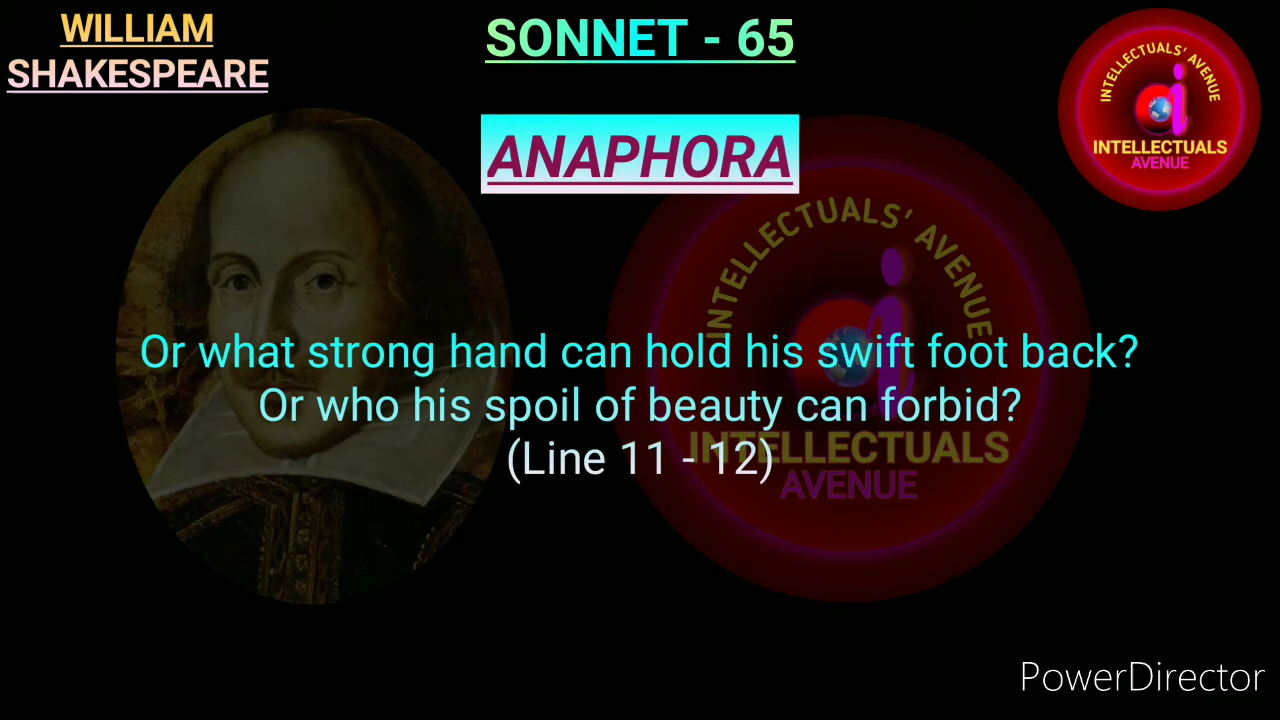 WILLIAM
SHAKESPEARE
SONNET - 65
INTELLECTUALS' AVENUE
i
INTELLECTUALS
AVENUE
ANAPHORA
INTELLECTUALS' AVENUE
i
Or what strong hand can hold his swift foot back?
Or who his spoil of beauty can forbid?
(Line 11 - 12)
INTELLECTUALS
AVENUE
PowerDirector